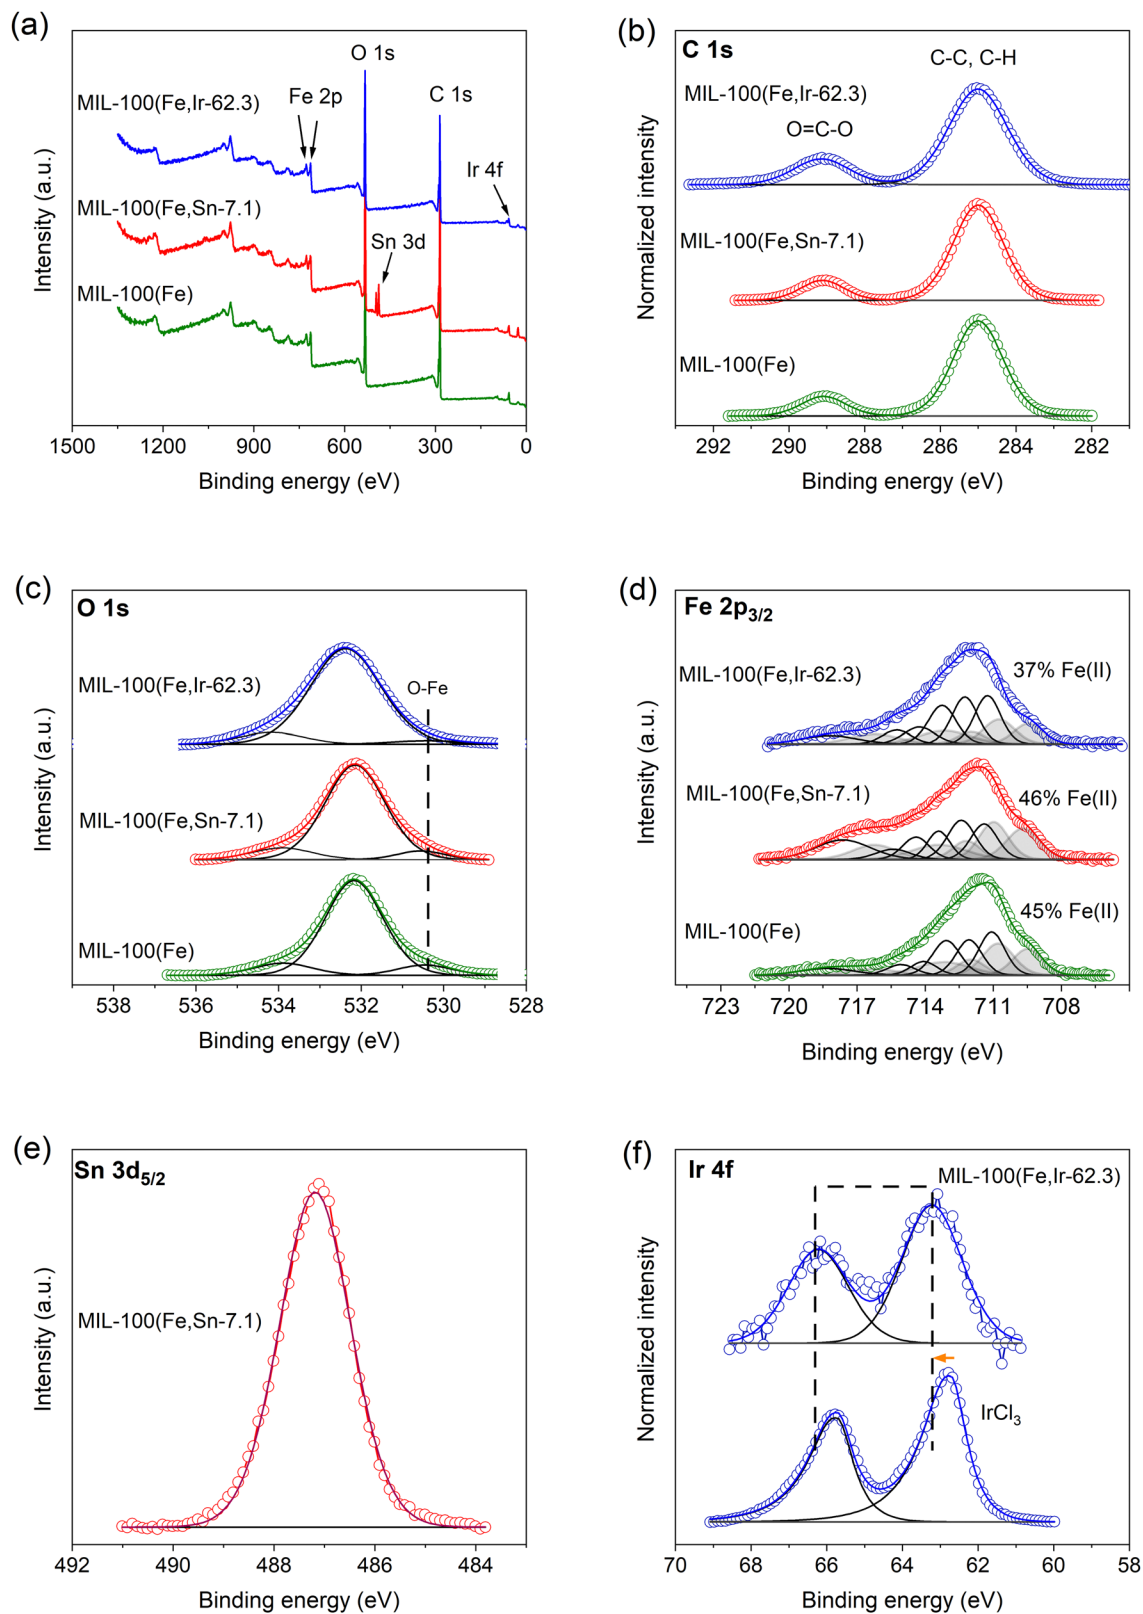 (a)
O 1s
MIL-100(Fe,Ir-62.3)
Fe 2p
C 1s
Ir 4f
MIL-100(Fe,Sn-7.1)
Sn 3d
MIL-100(Fe)
Intensity (a.u.)
1500 1200 900 600 300 0
Binding energy (eV)
(b)
C 1s
C-C, C-H
MIL-100(Fe,Ir-62.3)
O=C-O
MIL-100(Fe,Sn-7.1)
MIL-100(Fe)
Normalized intensity
292 290 288 286 284 282
Binding energy (eV)
(c)
O 1s
MIL-100(Fe,Ir-62.3)
O-Fe
MIL-100(Fe,Sn-7.1)
MIL-100(Fe)
Intensity (a.u.)
538 536 534 532 530 528
Binding energy (eV)
(d)
Fe 2p3/2
MIL-100(Fe,Ir-62.3)
37% Fe(II)
MIL-100(Fe,Sn-7.1)
46% Fe(II)
MIL-100(Fe)
45% Fe(II)
Intensity (a.u.)
723 720 717 714 711 708
Binding energy (eV)
(e)
Sn 3d5/2
MIL-100(Fe,Sn-7.1)
Intensity (a.u.)
492 490 488 486 484
Binding energy (eV)
(f)
Ir 4f
MIL-100(Fe,Ir-62.3)
IrCl3
Normalized intensity
70 68 66 64 62 60 58
Binding energy (eV)